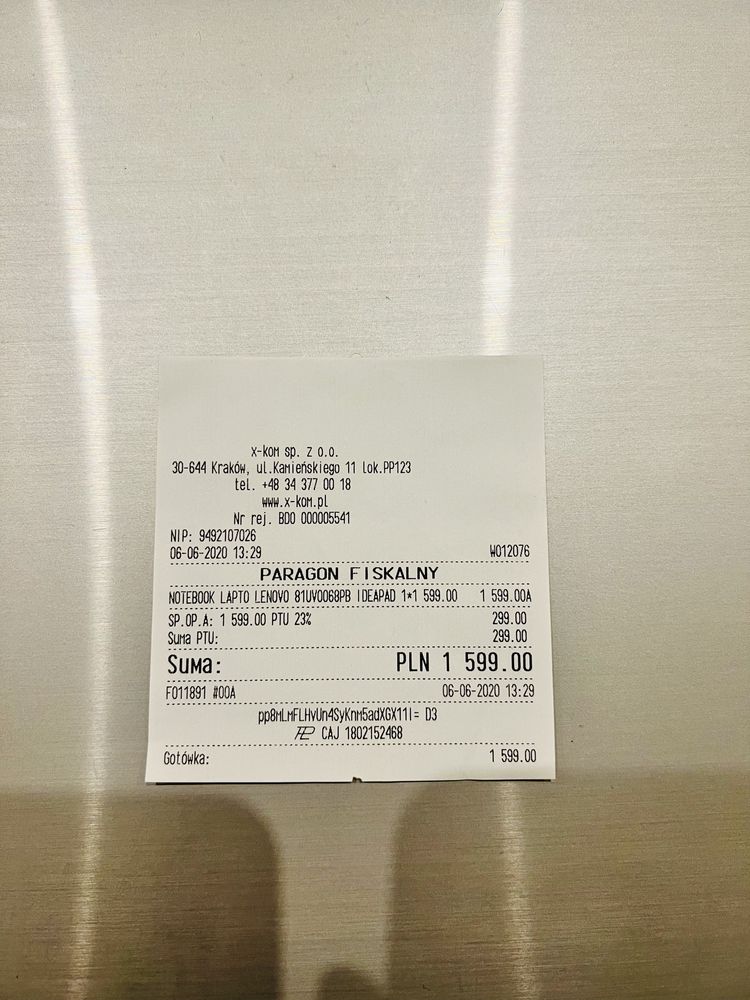 x-kom sp. z o.o.
30-644 Kraków, ul.Kamieńskiego 11 lok.PP123
tel. +48 34 377 00 18
www.x-kom.pl
Nr rej. BDO 000005541
NIP: 9492107026
06-06-2020 13:29 W012076
PARAGON FISKALNY
NOTEBOOK LAPTO LENOVO 81UV0068PB IDEAPAD 1*1 599.00 1 599.00A
SP.OP.A: 1 599.00 PTU 23% 299.00
Suma PTU: 299.00
Suma: PLN 1 599.00
F011891 #00A 06-06-2020 13:29
D3
CAJ 1802152468
Gotówka: 1 599.00